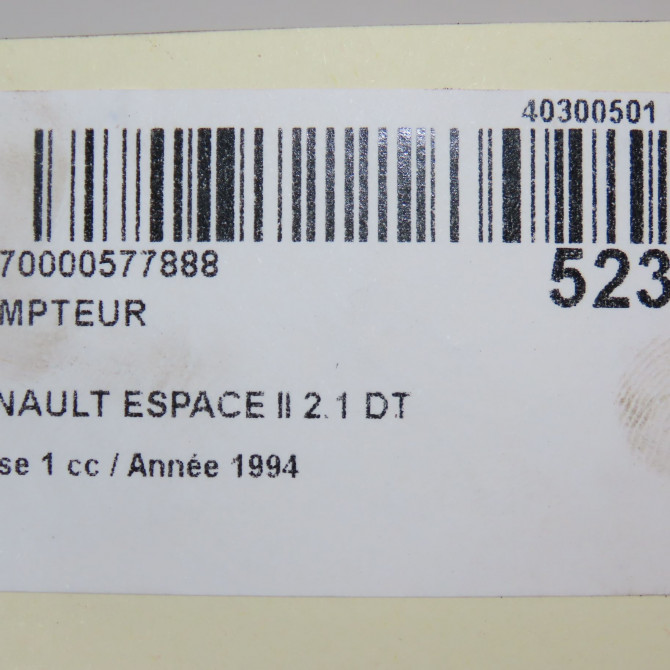 40300501
70000577888
523
MPTEUR
NAULT ESPACE II 2.1 DT
se 1 cc / Année 1994